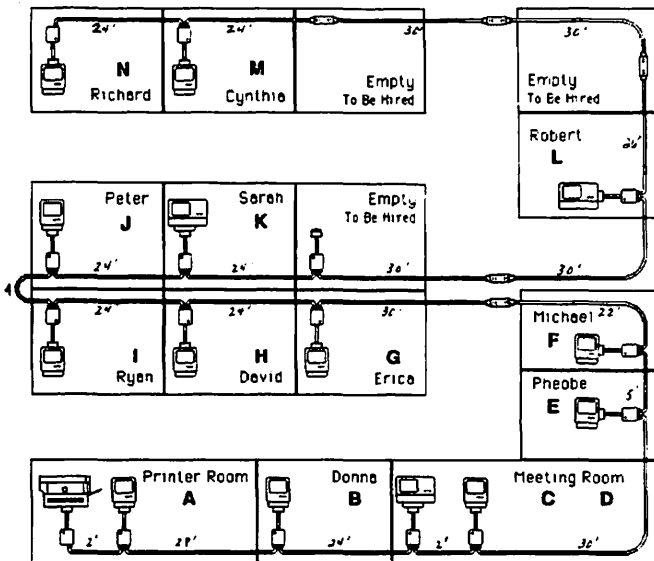 24' 24' 30' 30'
N M
Richard Cynthia
Empty
To Be Hired
Empty
To Be Hired
Robert
L
Peter Sarah Empty
J K To Be Hired
24' 24' 30' 30'
4
24' 24' 30' 22'
I H G
Ryan David Erica
Michael
F
Pheobe
E 5'
Printer Room Donna Meeting Room
A B C D
2' 24' 2' 30'